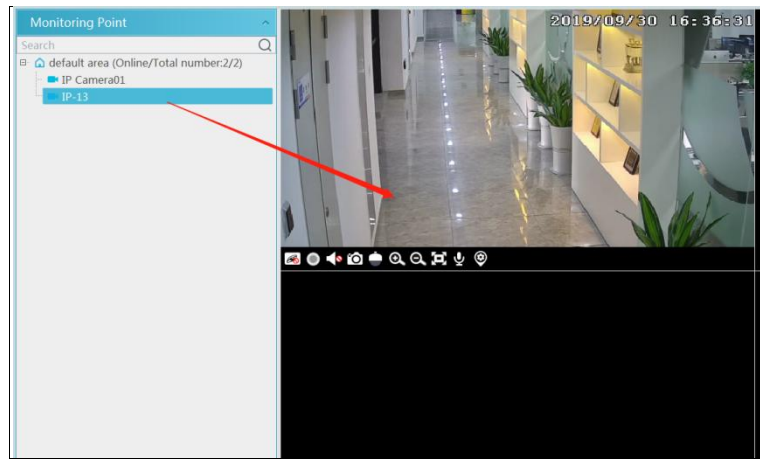 Monitoring Point
2019/09/30 16:36:31
Search
default area (Online/Total number:2/2)
IP Camera01
IP-13